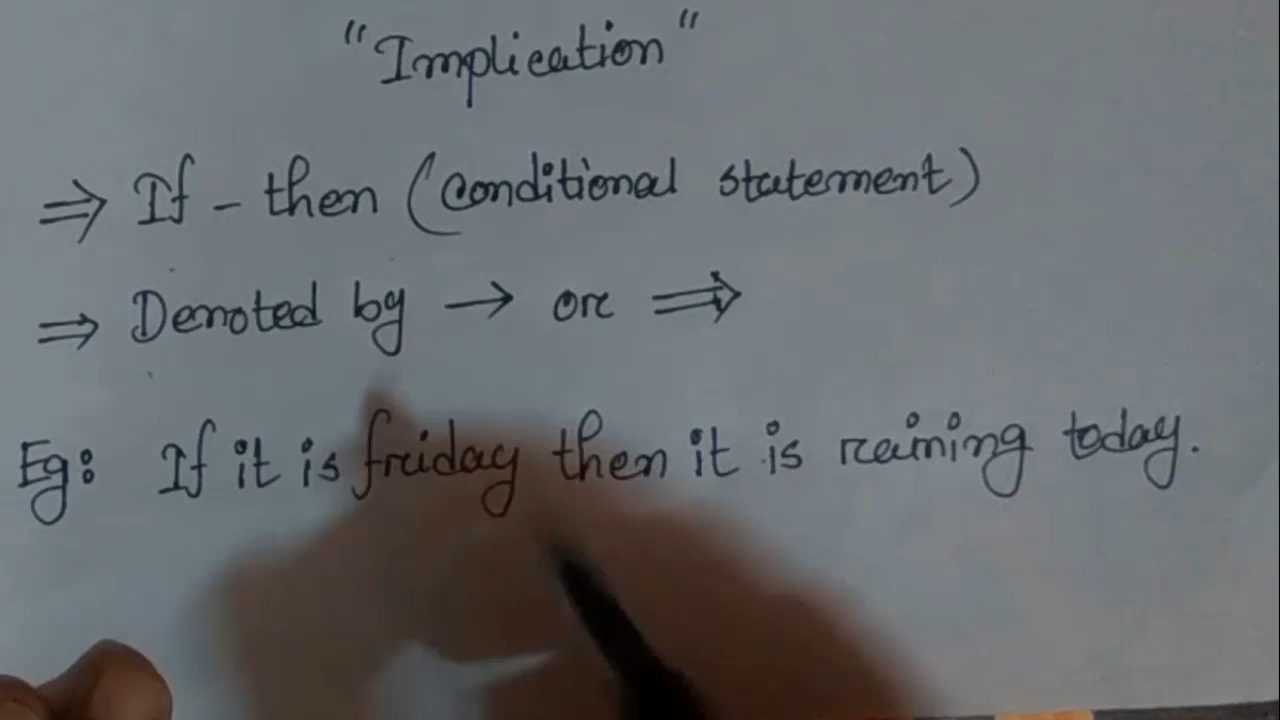 "Implication"
⇒ If - then (conditional statement)
⇒ Denoted by → or ⇒
Eg: If it is friday then it is raining today.